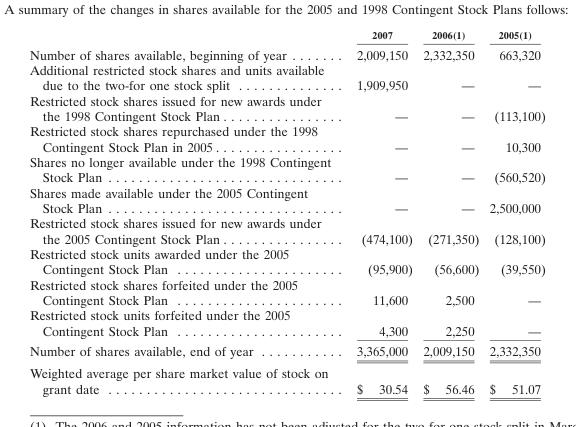 A summary of the changes in shares available for the 2005 and 1998 Contingent Stock Plans follows:
2007 2006(1) 2005(1)
Number of shares available, beginning of year . . . . . . . 2,009,150 2,332,350 663,320
Additional restricted stock shares and units available
due to the two-for one stock split . . . . . . . . . . . . . . 1,909,950 — —
Restricted stock shares issued for new awards under
the 1998 Contingent Stock Plan . . . . . . . . . . . . . . . . — — (113,100)
Restricted stock shares repurchased under the 1998
Contingent Stock Plan in 2005 . . . . . . . . . . . . . . . . . — — 10,300
Shares no longer available under the 1998 Contingent
Stock Plan . . . . . . . . . . . . . . . . . . . . . . . . . . . . . . . — — (560,520)
Shares made available under the 2005 Contingent
Stock Plan . . . . . . . . . . . . . . . . . . . . . . . . . . . . . . . — — 2,500,000
Restricted stock shares issued for new awards under
the 2005 Contingent Stock Plan . . . . . . . . . . . . . . . . (474,100) (271,350) (128,100)
Restricted stock units awarded under the 2005
Contingent Stock Plan . . . . . . . . . . . . . . . . . . . . . . (95,900) (56,600) (39,550)
Restricted stock shares forfeited under the 2005
Contingent Stock Plan . . . . . . . . . . . . . . . . . . . . . . 11,600 2,500 —
Restricted stock units forfeited under the 2005
Contingent Stock Plan . . . . . . . . . . . . . . . . . . . . . . 4,300 2,250 —
Number of shares available, end of year . . . . . . . . . . . 3,365,000 2,009,150 2,332,350
Weighted average per share market value of stock on
grant date . . . . . . . . . . . . . . . . . . . . . . . . . . . . . . . $ 30.54 $ 56.46 $ 51.07
(1) The 2006 and 2005 information has not been adjusted for the two-for-one stock split in